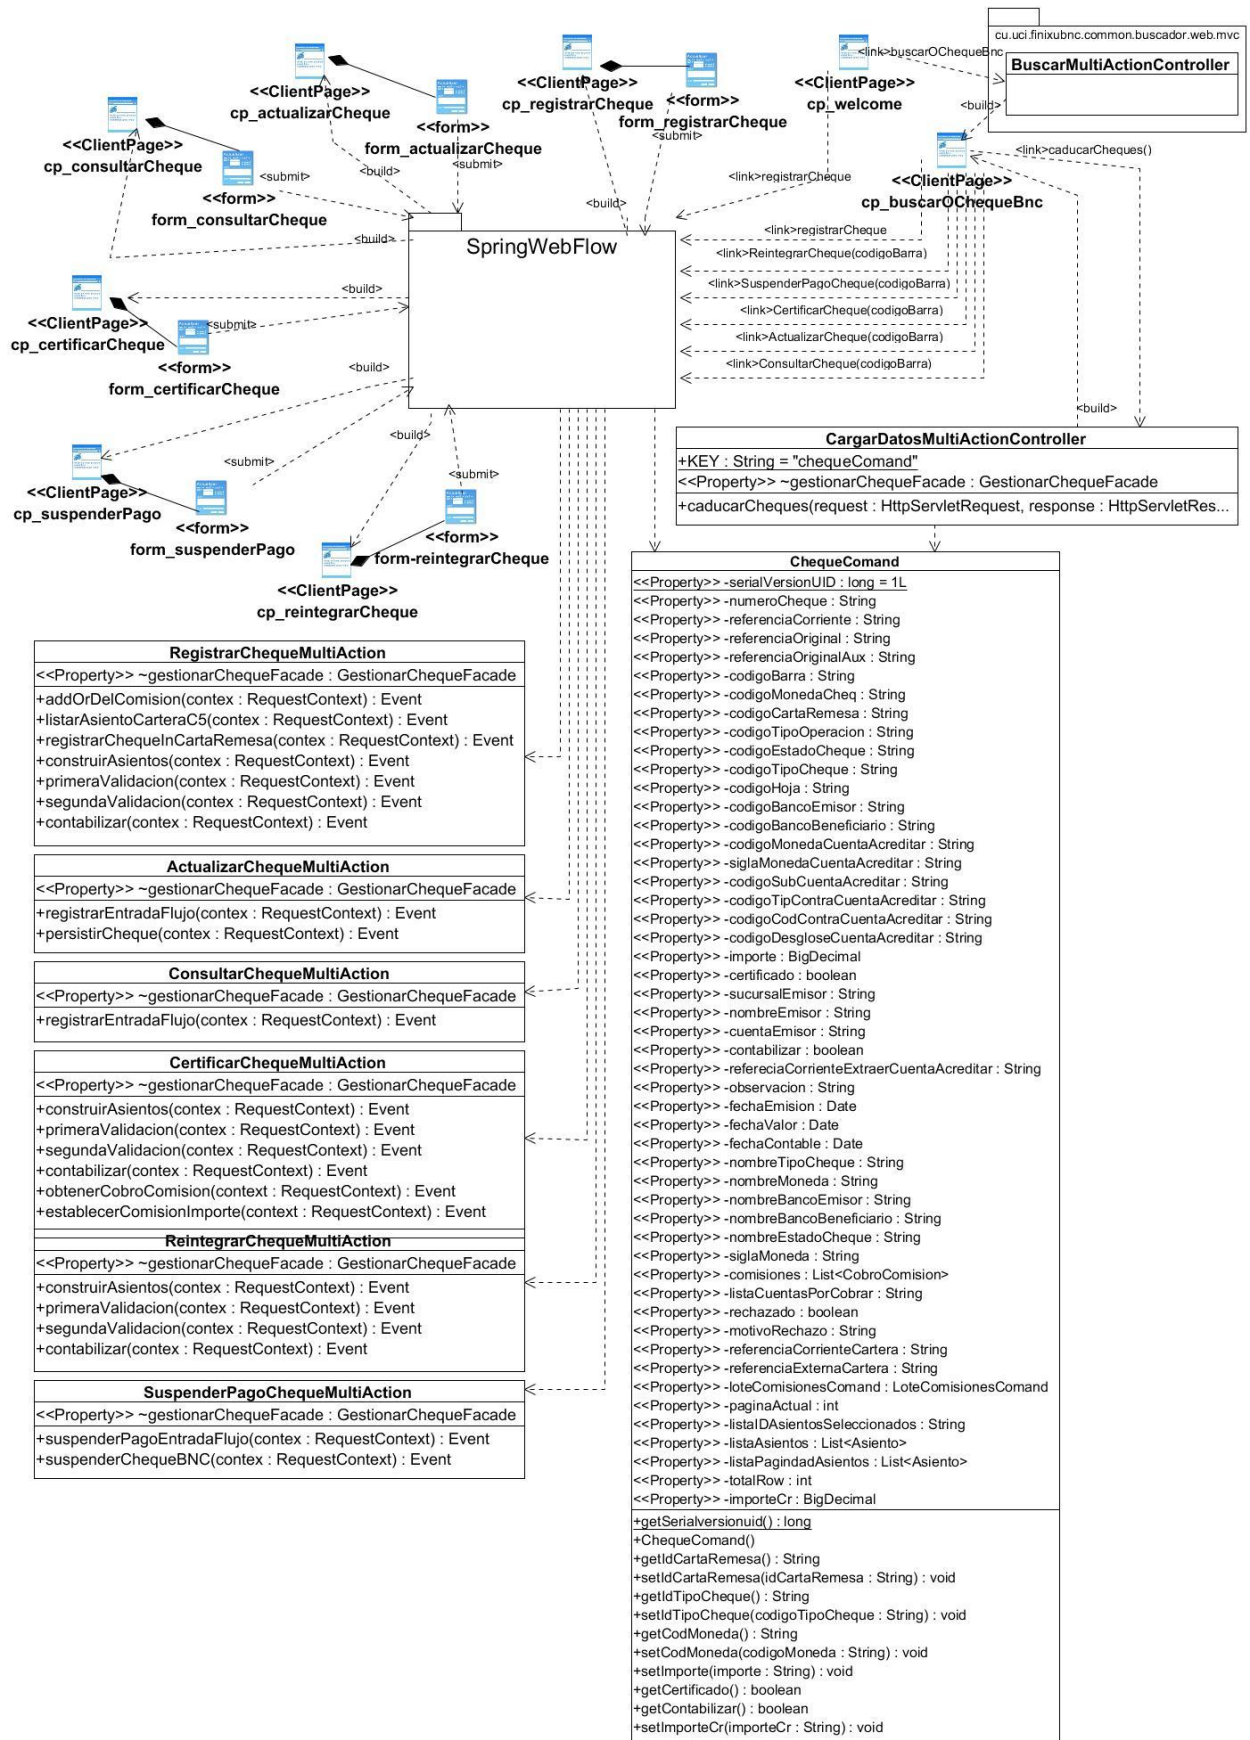 cu.uci.finixubnc.common.buscador.web.mvc
BuscarMultiActionController
<link>buscarOChequeBnc
<build>
<<ClientPage>>
cp_welcome
<<ClientPage>>
cp_registrarCheque
<<form>>
form_registrarCheque
<submit>
<build>
<<ClientPage>>
cp_actualizarCheque
<<form>>
form_actualizarCheque
<submit>
<build>
<<ClientPage>>
cp_consultarCheque
<<form>>
form_consultarCheque
<submit>
<build>
<link>caducarCheques()
<<ClientPage>>
cp_buscarOChequeBnc
<link>registrarCheque
<link>registrarCheque
<link>ReintegrarCheque(codigoBarra)
<link>SuspenderPagoCheque(codigoBarra)
<link>CertificarCheque(codigoBarra)
<link>ActualizarCheque(codigoBarra)
<link>ConsultarCheque(codigoBarra)
<build>
SpringWebFlow
<build>
<<ClientPage>>
cp_certificarCheque
<submit>
<<form>>
form_certificarCheque
<build>
<submit>
<<ClientPage>>
cp_suspenderPago
<<form>>
form_suspenderPago
<build>
<submit>
<<form>>
form-reintegrarCheque
<<ClientPage>>
cp_reintegrarCheque
CargarDatosMultiActionController
+KEY : String = "chequeComand"
<<Property>> ~gestionarChequeFacade : GestionarChequeFacade
+caducarCheques(request : HttpServletRequest, response : HttpServletRes...
RegistrarChequeMultiAction
<<Property>> ~gestionarChequeFacade : GestionarChequeFacade
+addOrDelComision(contex : RequestContext) : Event
+listarAsientoCarteraC5(contex : RequestContext) : Event
+registrarChequeInCartaRemesa(contex : RequestContext) : Event
+construirAsientos(contex : RequestContext) : Event
+primeraValidacion(contex : RequestContext) : Event
+segundaValidacion(contex : RequestContext) : Event
+contabilizar(contex : RequestContext) : Event
ActualizarChequeMultiAction
<<Property>> ~gestionarChequeFacade : GestionarChequeFacade
+registrarEntradaFlujo(contex : RequestContext) : Event
+persistirCheque(contex : RequestContext) : Event
ConsultarChequeMultiAction
<<Property>> ~gestionarChequeFacade : GestionarChequeFacade
+registrarEntradaFlujo(contex : RequestContext) : Event
CertificarChequeMultiAction
<<Property>> ~gestionarChequeFacade : GestionarChequeFacade
+construirAsientos(contex : RequestContext) : Event
+primeraValidacion(contex : RequestContext) : Event
+segundaValidacion(contex : RequestContext) : Event
+contabilizar(contex : RequestContext) : Event
+obtenerCobroComision(context : RequestContext) : Event
+establecerComisionImporte(context : RequestContext) : Event
ReintegrarChequeMultiAction
<<Property>> ~gestionarChequeFacade : GestionarChequeFacade
+construirAsientos(contex : RequestContext) : Event
+primeraValidacion(contex : RequestContext) : Event
+segundaValidacion(contex : RequestContext) : Event
+contabilizar(contex : RequestContext) : Event
SuspenderPagoChequeMultiAction
<<Property>> ~gestionarChequeFacade : GestionarChequeFacade
+suspenderPagoEntradaFlujo(contex : RequestContext) : Event
+suspenderChequeBNC(contex : RequestContext) : Event
ChequeComand
<<Property>> -serialVersionUID : long = 1L
<<Property>> -numeroCheque : String
<<Property>> -referenciaCorriente : String
<<Property>> -referenciaOriginal : String
<<Property>> -referenciaOriginalAux : String
<<Property>> -codigoBarra : String
<<Property>> -codigoMonedaCheq : String
<<Property>> -codigoCartaRemesa : String
<<Property>> -codigoTipoOperacion : String
<<Property>> -codigoEstadoCheque : String
<<Property>> -codigoTipoCheque : String
<<Property>> -codigoHoja : String
<<Property>> -codigoBancoEmisor : String
<<Property>> -codigoBancoBeneficiario : String
<<Property>> -codigoMonedaCuentaAcreditar : String
<<Property>> -siglaMonedaCuentaAcreditar : String
<<Property>> -codigoSubCuentaAcreditar : String
<<Property>> -codigoTipContraCuentaAcreditar : String
<<Property>> -codigoCodContraCuentaAcreditar : String
<<Property>> -codigoDesgloseCuentaAcreditar : String
<<Property>> -importe : BigDecimal
<<Property>> -certificado : boolean
<<Property>> -sucursalEmisor : String
<<Property>> -nombreEmisor : String
<<Property>> -cuentaEmisor : String
<<Property>> -contabilizar : boolean
<<Property>> -refereciaCorrienteExtraerCuentaAcreditar : String
<<Property>> -observacion : String
<<Property>> -fechaEmision : Date
<<Property>> -fechaValor : Date
<<Property>> -fechaContable : Date
<<Property>> -nombreTipoCheque : String
<<Property>> -nombreMoneda : String
<<Property>> -nombreBancoEmisor : String
<<Property>> -nombreBancoBeneficiario : String
<<Property>> -nombreEstadoCheque : String
<<Property>> -siglaMoneda : String
<<Property>> -comisiones : List<CobroComision>
<<Property>> -listaCuentasPorCobrar : String
<<Property>> -rechazado : boolean
<<Property>> -motivoRechazo : String
<<Property>> -referenciaCorrienteCartera : String
<<Property>> -referenciaExternaCartera : String
<<Property>> -loteComisionesComand : LoteComisionesComand
<<Property>> -paginaActual : int
<<Property>> -listaIDAsientosSeleccionados : String
<<Property>> -listaAsientos : List<Asiento>
<<Property>> -listaPagindadAsientos : List<Asiento>
<<Property>> -totalRow : int
<<Property>> -importeCr : BigDecimal
+getSerialversionuid() : long
+ChequeComand()
+getIdCartaRemesa() : String
+setIdCartaRemesa(idCartaRemesa : String) : void
+getIdTipoCheque() : String
+setIdTipoCheque(codigoTipoCheque : String) : void
+getCodMoneda() : String
+setCodMoneda(codigoMoneda : String) : void
+setImporte(importe : String) : void
+getCertificado() : boolean
+getContabilizar() : boolean
+setImporteCr(importeCr : String) : void